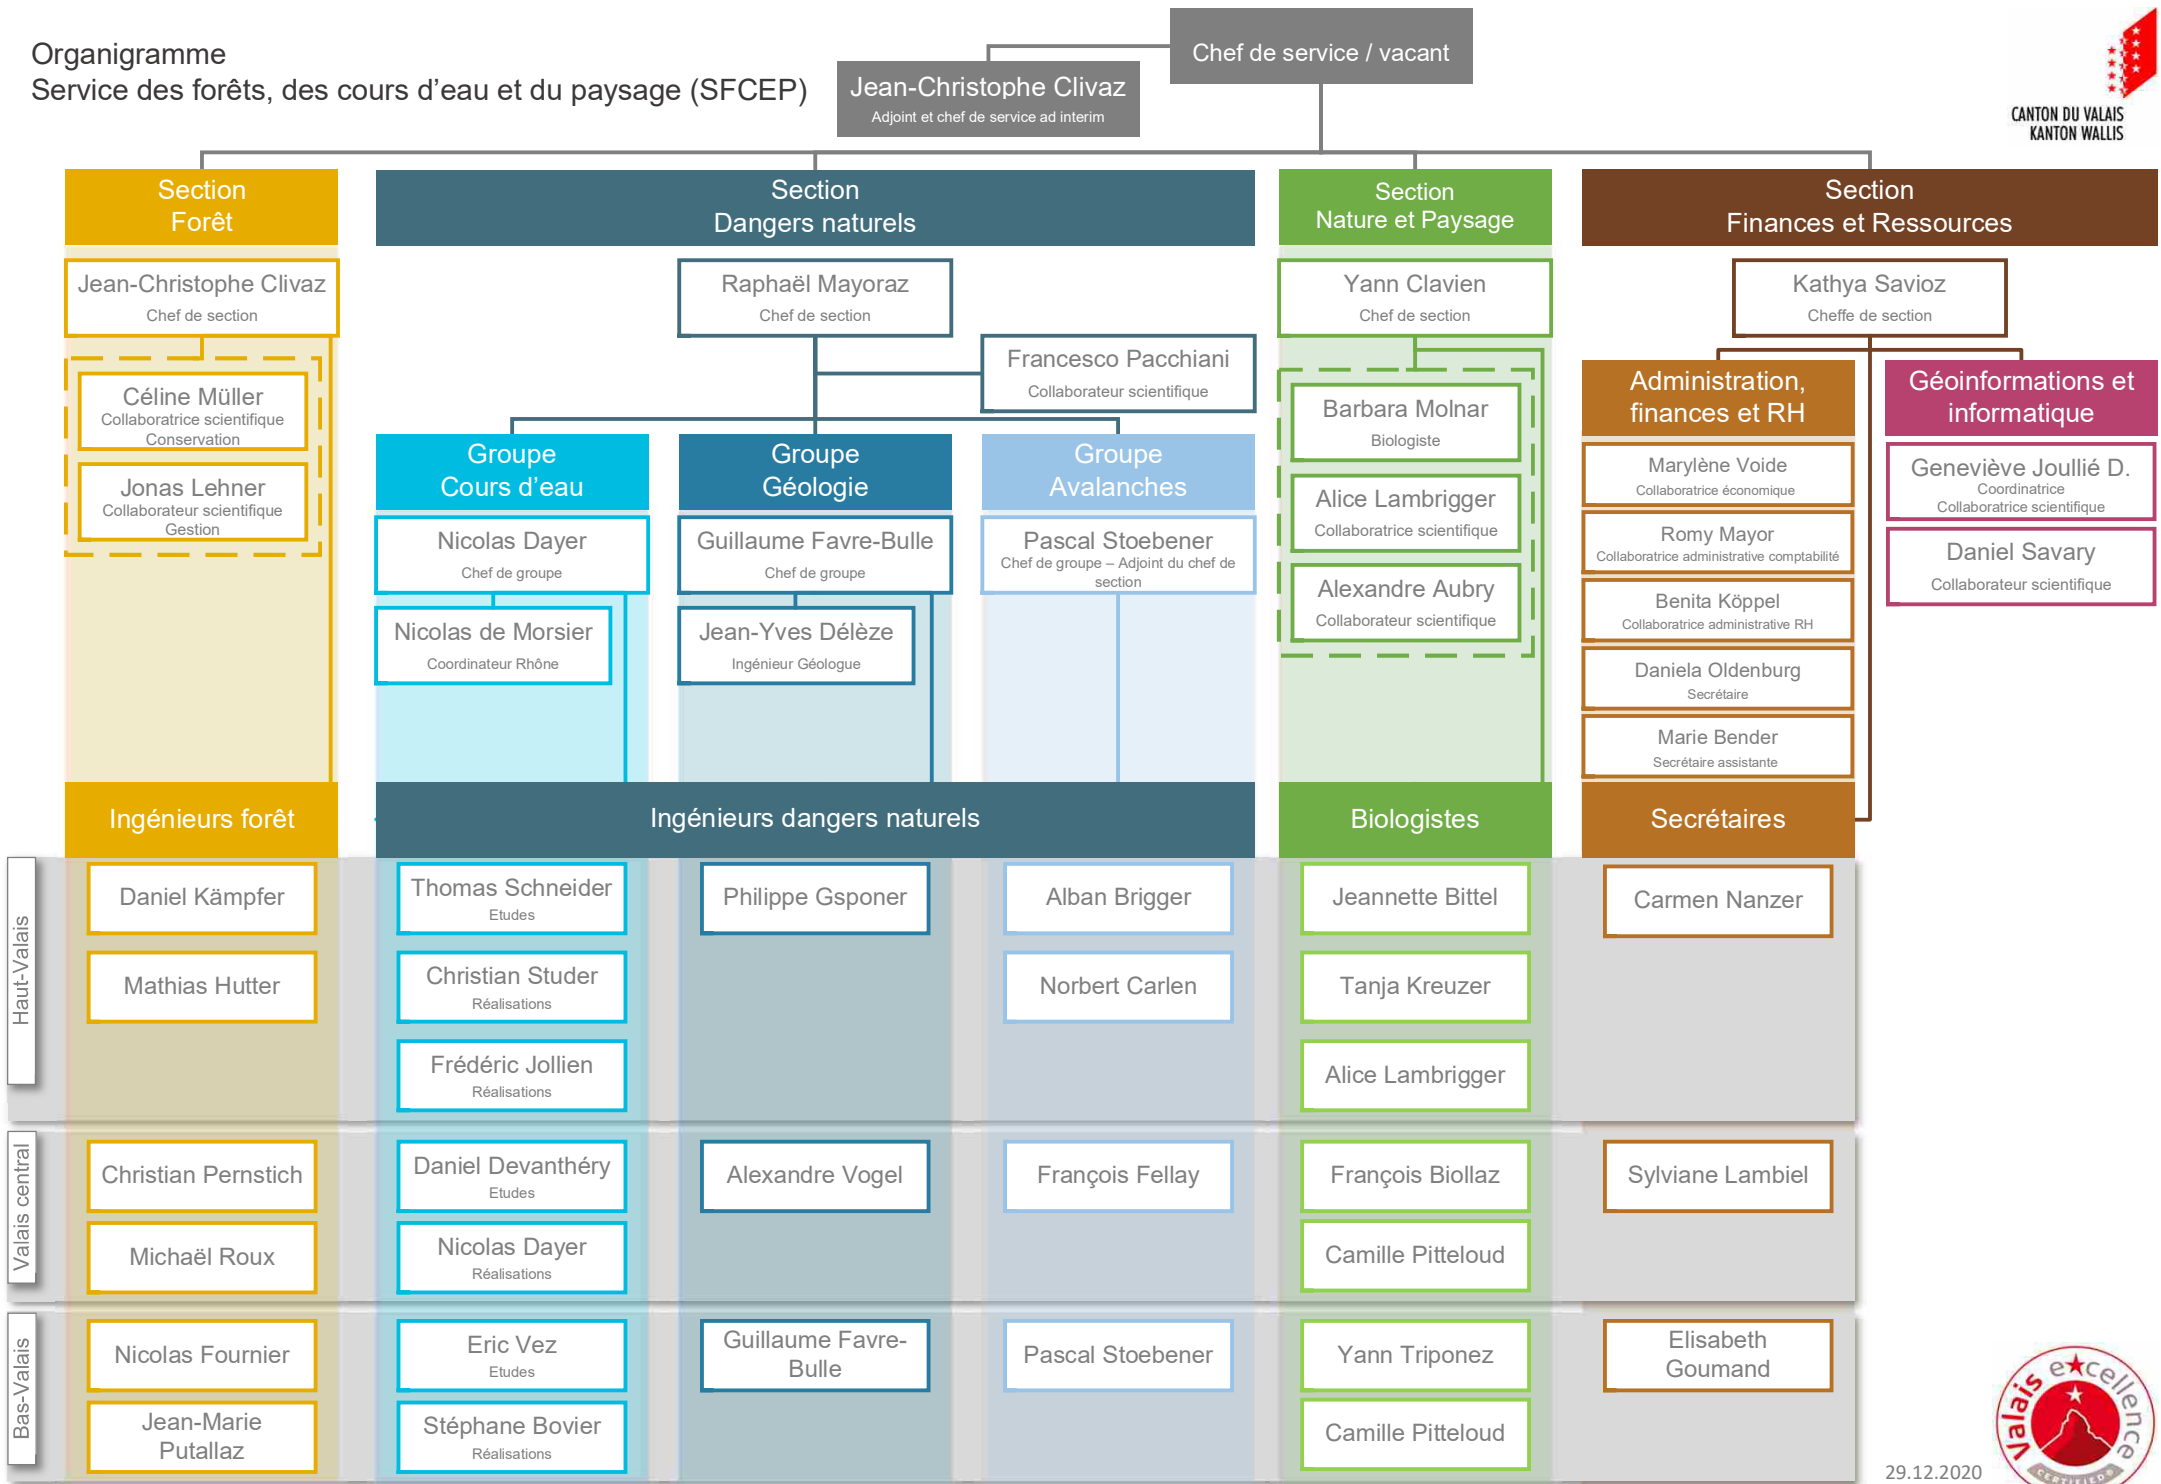 Organigramme
Service des forêts, des cours d'eau et du paysage (SFCEP)
Chef de service / vacant
Jean-Christophe Clivaz
Adjoint et chef de service ad interim
CANTON DU VALAIS
KANTON WALLIS
Section
Forêt
Section
Dangers naturels
Section
Nature et Paysage
Section
Finances et Ressources
Jean-Christophe Clivaz
Chef de section
Raphaël Mayoraz
Chef de section
Yann Clavien
Chef de section
Kathya Savioz
Cheffe de section
Francesco Pacchiani
Collaborateur scientifique
Céline Müller
Collaboratrice scientifique
Conservation
Jonas Lehner
Collaborateur scientifique
Gestion
Groupe
Cours d'eau
Groupe
Géologie
Groupe
Avalanches
Nicolas Dayer
Chef de groupe
Guillaume Favre-Bulle
Chef de groupe
Pascal Stoebener
Chef de groupe – Adjoint du chef de
section
Nicolas de Morsier
Coordinateur Rhône
Jean-Yves Délèze
Ingénieur Géologue
Barbara Molnar
Biologiste
Alice Lambrigger
Collaboratrice scientifique
Alexandre Aubry
Collaborateur scientifique
Administration,
finances et RH
Marylène Voide
Collaboratrice économique
Romy Mayor
Collaboratrice administrative comptabilité
Benita Köppel
Collaboratrice administrative RH
Daniela Oldenburg
Secrétaire
Marie Bender
Secrétaire assistante
Géoinformations et
informatique
Geneviève Joullié D.
Coordinatrice
Collaboratrice scientifique
Daniel Savary
Collaborateur scientifique
Ingénieurs forêt
Ingénieurs dangers naturels
Biologistes
Secrétaires
Haut-Valais
Daniel Kämpfer
Thomas Schneider
Etudes
Philippe Gsponer
Alban Brigger
Jeannette Bittel
Carmen Nanzer
Mathias Hutter
Christian Studer
Réalisations
Norbert Carlen
Tanja Kreuzer
Frédéric Jollien
Réalisations
Alice Lambrigger
Valais central
Christian Pernstich
Daniel Devanthéry
Etudes
Alexandre Vogel
François Fellay
François Biollaz
Sylviane Lambiel
Michaël Roux
Nicolas Dayer
Réalisations
Camille Pitteloud
Bas-Valais
Nicolas Fournier
Eric Vez
Etudes
Guillaume Favre-
Bulle
Pascal Stoebener
Yann Triponez
Elisabeth
Goumand
Jean-Marie
Putallaz
Stéphane Bovier
Réalisations
Camille Pitteloud
29.12.2020
Valais excellence
CERTIFIED